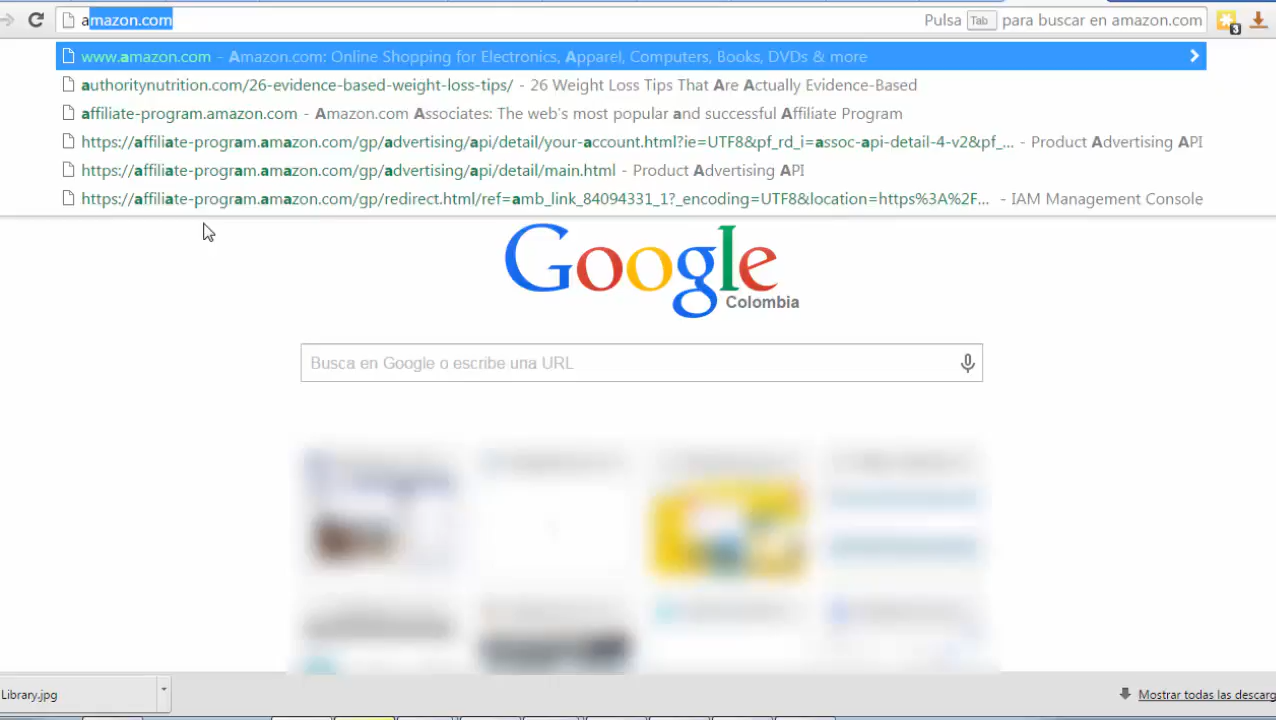 amazon.com
Pulsa Tab para buscar en amazon.com
3
www.amazon.com - Amazon.com: Online Shopping for Electronics, Apparel, Computers, Books, DVDs & more
authoritynutrition.com/26-evidence-based-weight-loss-tips/ - 26 Weight Loss Tips That Are Actually Evidence-Based
affiliate-program.amazon.com - Amazon.com Associates: The web's most popular and successful Affiliate Program
https://affiliate-program.amazon.com/gp/advertising/api/detail/your-account.html?ie=UTF8&pf_rd_i=assoc-api-detail-4-v2&pf_... - Product Advertising API
https://affiliate-program.amazon.com/gp/advertising/api/detail/main.html - Product Advertising API
https://affiliate-program.amazon.com/gp/redirect.html/ref=amb_link_84094331_1?_encoding=UTF8&location=https%3A%2F... - IAM Management Console
Google
Colombia
Busca en Google o escribe una URL
Library.jpg
Mostrar todas las descarg